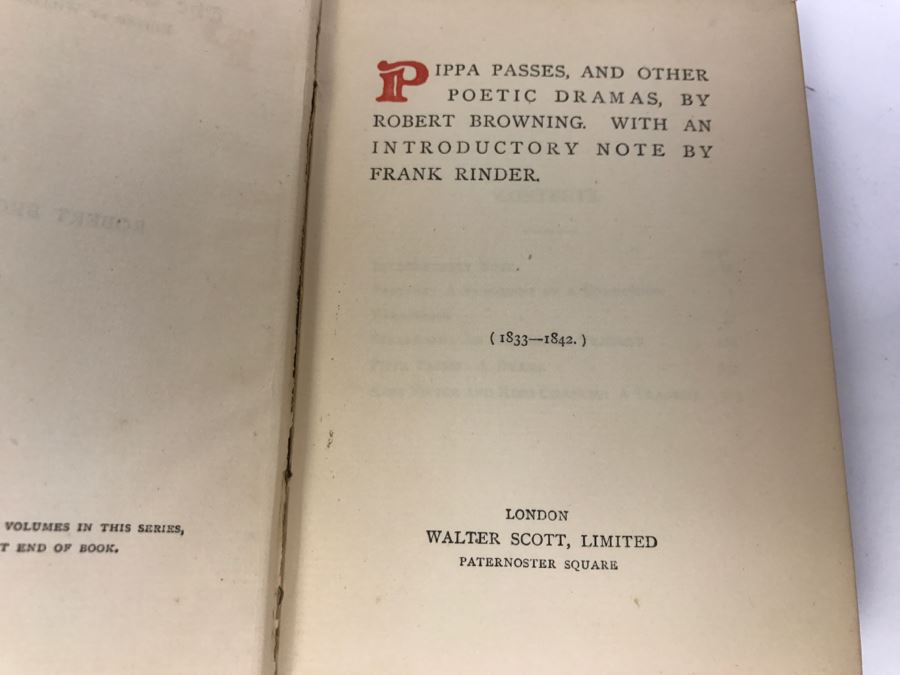 VOLUMES IN THIS SERIES,
T END OF BOOK.
PIPPA PASSES, AND OTHER
POETIC DRAMAS, BY
ROBERT BROWNING. WITH AN
INTRODUCTORY NOTE BY
FRANK RINDER.
(1833—1842.)
LONDON
WALTER SCOTT, LIMITED
PATERNOSTER SQUARE